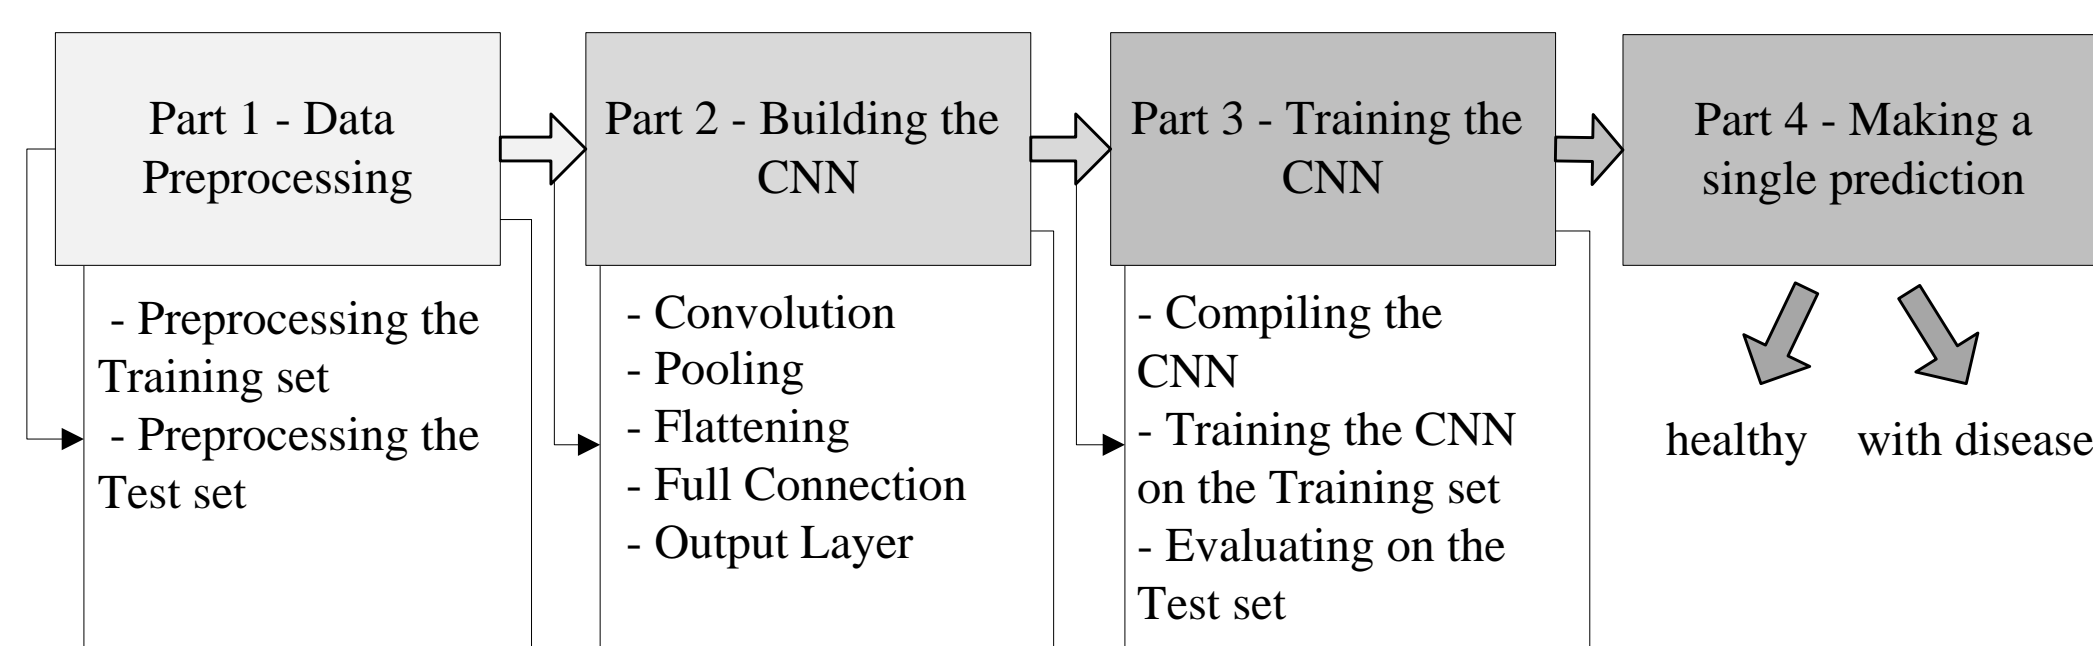 Part 1 - Data
Preprocessing
Part 2 - Building the
CNN
Part 3 - Training the
CNN
Part 4 - Making a
single prediction
- Preprocessing the
Training set
- Preprocessing the
Test set
- Convolution
- Pooling
- Flattening
- Full Connection
- Output Layer
- Compiling the
CNN
- Training the CNN
on the Training set
- Evaluating on the
Test set
healthy
with disease